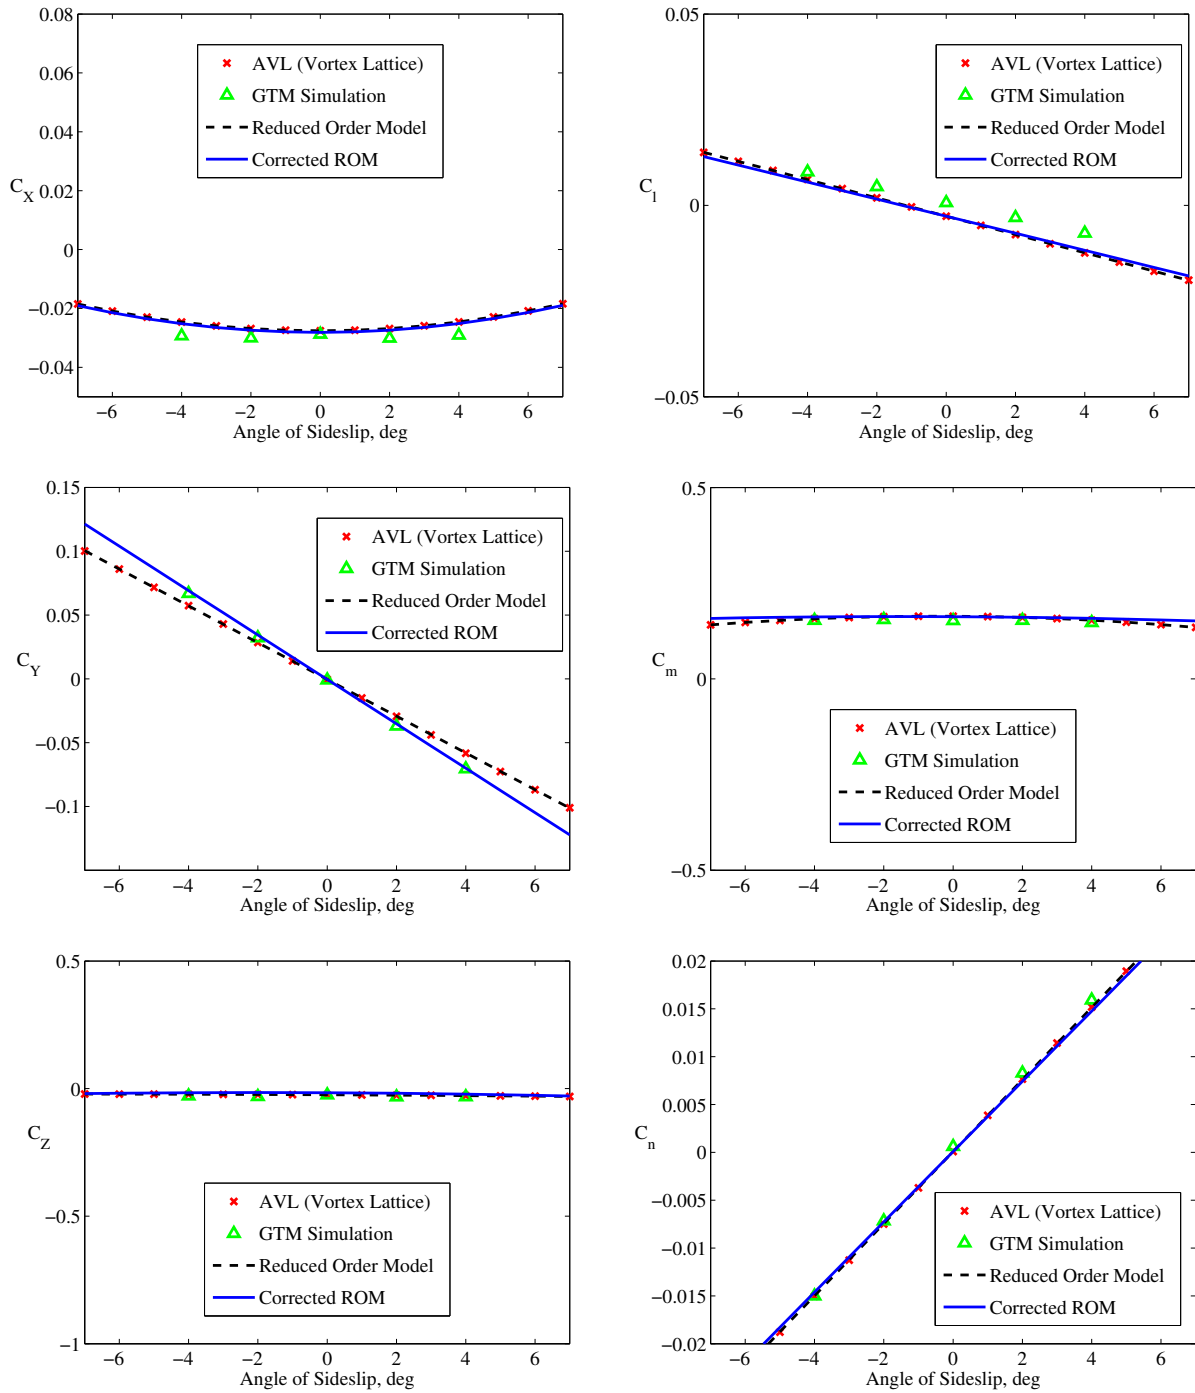 0.08
0.06
0.04
0.02
0
−0.02
−0.04
C_X
AVL (Vortex Lattice)
GTM Simulation
Reduced Order Model
Corrected ROM
−6 −4 −2 0 2 4 6
Angle of Sideslip, deg
0.05
0
−0.05
C_l
AVL (Vortex Lattice)
GTM Simulation
Reduced Order Model
Corrected ROM
−6 −4 −2 0 2 4 6
Angle of Sideslip, deg
0.15
0.1
0.05
0
−0.05
−0.1
C_Y
AVL (Vortex Lattice)
GTM Simulation
Reduced Order Model
Corrected ROM
−6 −4 −2 0 2 4 6
Angle of Sideslip, deg
0.5
0
−0.5
C_m
AVL (Vortex Lattice)
GTM Simulation
Reduced Order Model
Corrected ROM
−6 −4 −2 0 2 4 6
Angle of Sideslip, deg
0.5
0
−0.5
−1
C_Z
AVL (Vortex Lattice)
GTM Simulation
Reduced Order Model
Corrected ROM
−6 −4 −2 0 2 4 6
Angle of Sideslip, deg
0.02
0.015
0.01
0.005
0
−0.005
−0.01
−0.015
−0.02
C_n
AVL (Vortex Lattice)
GTM Simulation
Reduced Order Model
Corrected ROM
−6 −4 −2 0 2 4 6
Angle of Sideslip, deg